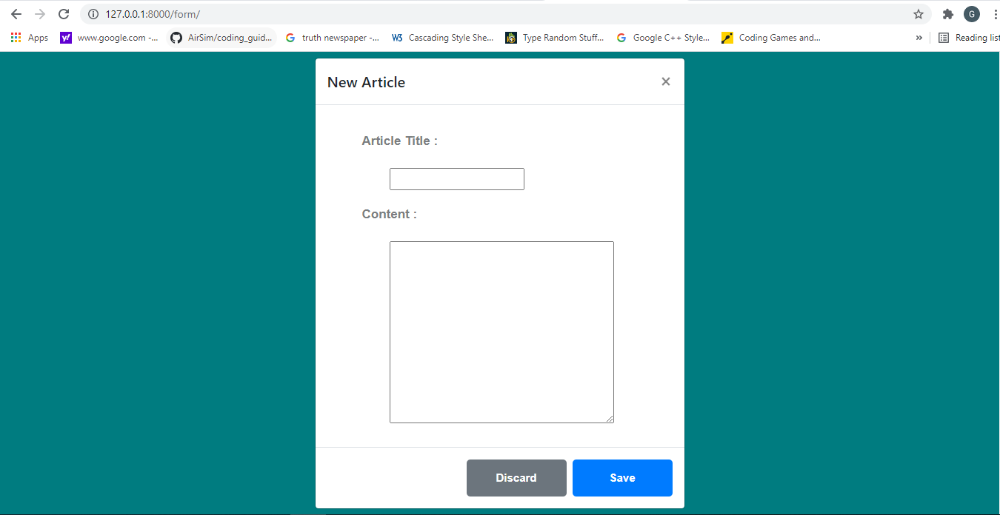 127.0.0.1:8000/form/
Apps y! www.google.com -... AirSim/coding_guid... G truth newspaper -... W3 Cascading Style She... Type Random Stuff... G Google C++ Style... Coding Games and... » Reading list
G
New Article ×
Article Title :
Content :
Discard Save